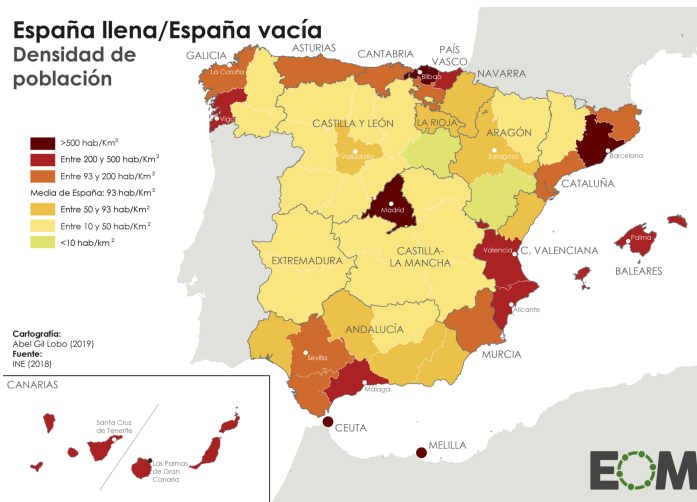 España llena/España vacía
Densidad de
población
>500 hab/Km²
Entre 200 y 500 hab/Km²
Entre 93 y 200 hab/Km²
Media de España: 93 hab/Km²
Entre 50 y 93 hab/Km²
Entre 10 y 50 hab/Km²
<10 hab/km²
GALICIA
ASTURIAS
CANTABRIA
PAÍS
VASCO
NAVARRA
La Coruña
Bilbao
Vigo
CASTILLA Y LEÓN
LA RIOJA
ARAGÓN
Valladolid
Zaragoza
Barcelona
CATALUÑA
Madrid
Palma
BALEARES
Valencia
C. VALENCIANA
EXTREMADURA
CASTILLA-
LA MANCHA
Alicante
ANDALUCÍA
MURCIA
Sevilla
Málaga
CEUTA
MELILLA
Cartografía:
Abel Gil Lobo (2019)
Fuente:
INE (2018)
CANARIAS
Santa Cruz
de Tenerife
Las Palmas
de Gran
Canaria
EOM